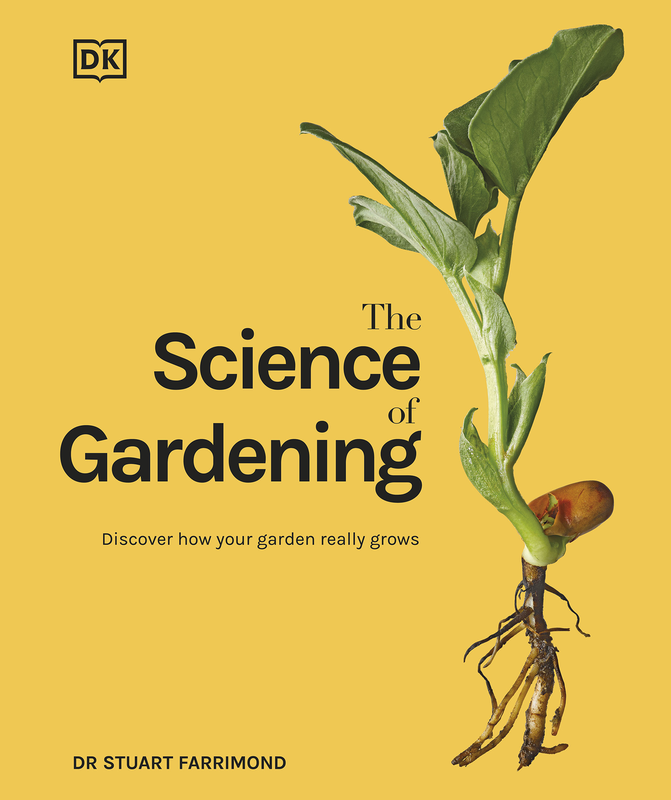 DK
The
Science
of
Gardening
Discover how your garden really grows
DR STUART FARRIMOND